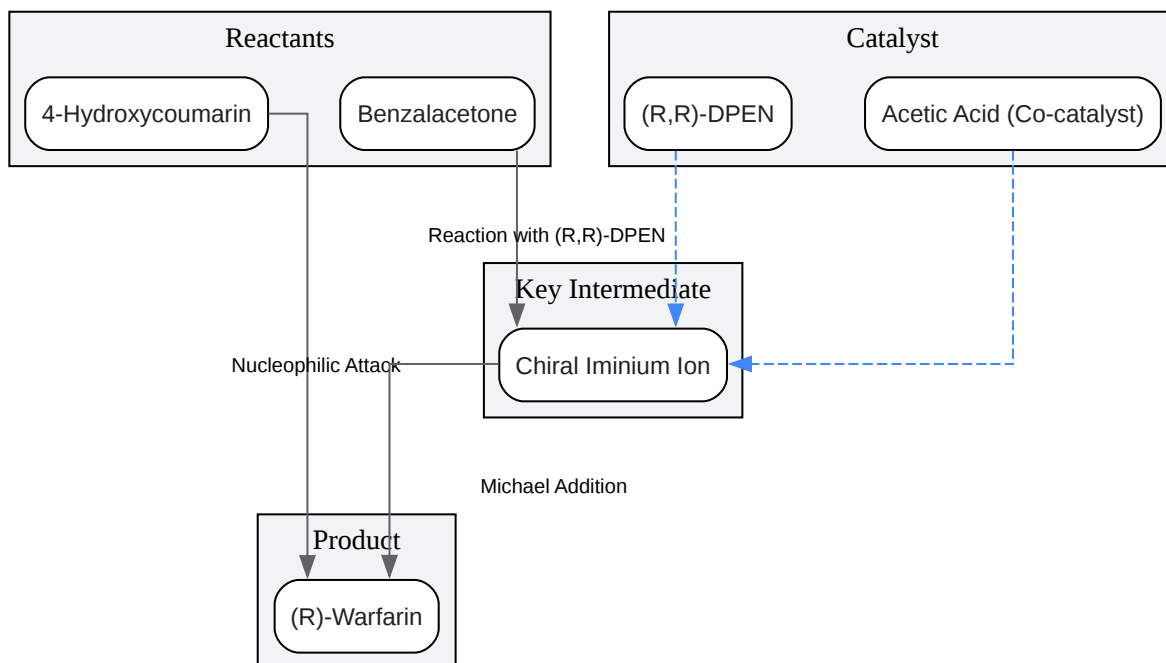 Reactants
Catalyst
4-Hydroxycoumarin
Benzalacetone
(R,R)-DPEN
Acetic Acid (Co-catalyst)
Reaction with (R,R)-DPEN
Key Intermediate
Nucleophilic Attack
Chiral Iminium Ion
Michael Addition
Product
(R)-Warfarin